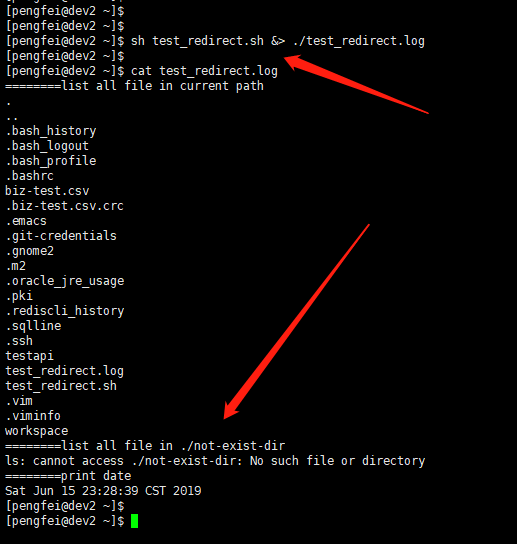 [pengfei@dev2 ~]$
[pengfei@dev2 ~]$
[pengfei@dev2 ~]$ sh test_redirect.sh &> ./test_redirect.log
[pengfei@dev2 ~]$
[pengfei@dev2 ~]$ cat test_redirect.log
========list all file in current path
.
..
.bash_history
.bash_logout
.bash_profile
.bashrc
biz-test.csv
.biz-test.csv.crc
.emacs
.git-credentials
.gnome2
.m2
.oracle_jre_usage
.pki
.rediscli_history
.sqlline
.ssh
testapi
test_redirect.log
test_redirect.sh
.vim
.viminfo
workspace
========list all file in ./not-exist-dir
ls: cannot access ./not-exist-dir: No such file or directory
========print date
Sat Jun 15 23:28:39 CST 2019
[pengfei@dev2 ~]$
[pengfei@dev2 ~]$